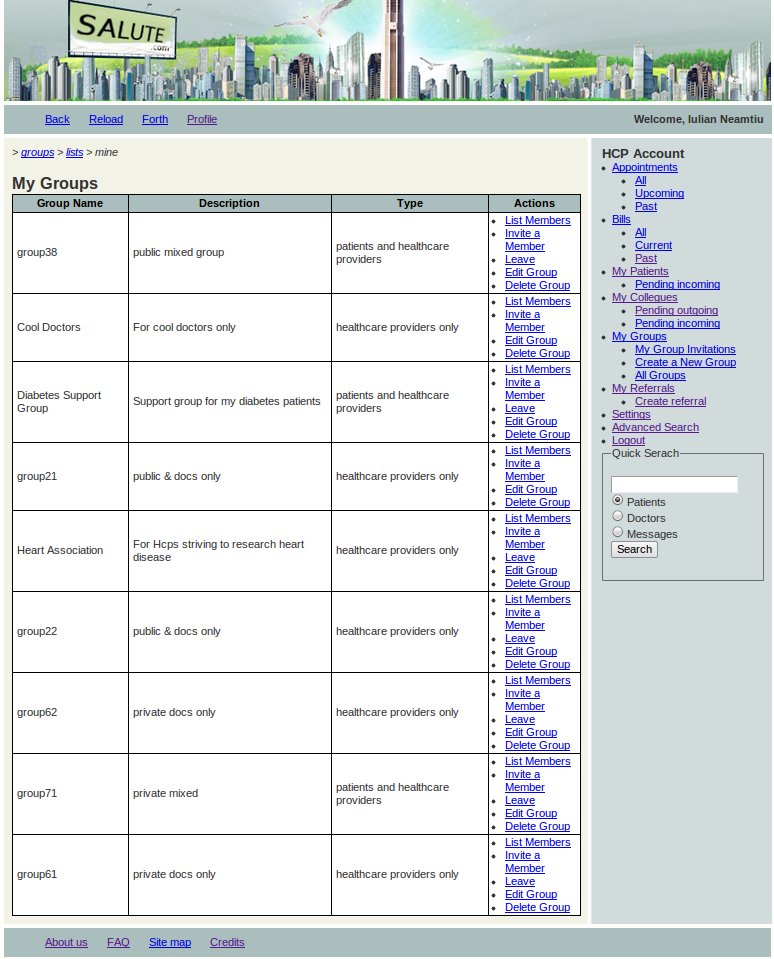 SALUTE
.com
Back Reload Forth Profile Welcome, Iulian Neamtiu
> groups > lists > mine
My Groups
Group Name Description Type Actions
group38 public mixed group patients and healthcare providers
List Members
Invite a
Member
Leave
Edit Group
Delete Group
Cool Doctors For cool doctors only healthcare providers only
List Members
Invite a
Member
Edit Group
Delete Group
Diabetes Support Group Support group for my diabetes patients patients and healthcare providers
List Members
Invite a
Member
Leave
Edit Group
Delete Group
group21 public & docs only healthcare providers only
List Members
Invite a
Member
Edit Group
Delete Group
Heart Association For Hcps striving to research heart disease healthcare providers only
List Members
Invite a
Member
Leave
Edit Group
Delete Group
group22 public & docs only healthcare providers only
List Members
Invite a
Member
Leave
Edit Group
Delete Group
group62 private docs only healthcare providers only
List Members
Invite a
Member
Leave
Edit Group
Delete Group
group71 private mixed patients and healthcare providers
List Members
Invite a
Member
Leave
Edit Group
Delete Group
group61 private docs only healthcare providers only
List Members
Invite a
Member
Leave
Edit Group
Delete Group
HCP Account
Appointments
All
Upcoming
Past
Bills
All
Current
Past
My Patients
Pending incoming
My Collegues
Pending outgoing
Pending incoming
My Groups
My Group Invitations
Create a New Group
All Groups
My Referrals
Create referral
Settings
Advanced Search
Logout
Quick Serach
Patients
Doctors
Messages
Search
About us FAQ Site map Credits